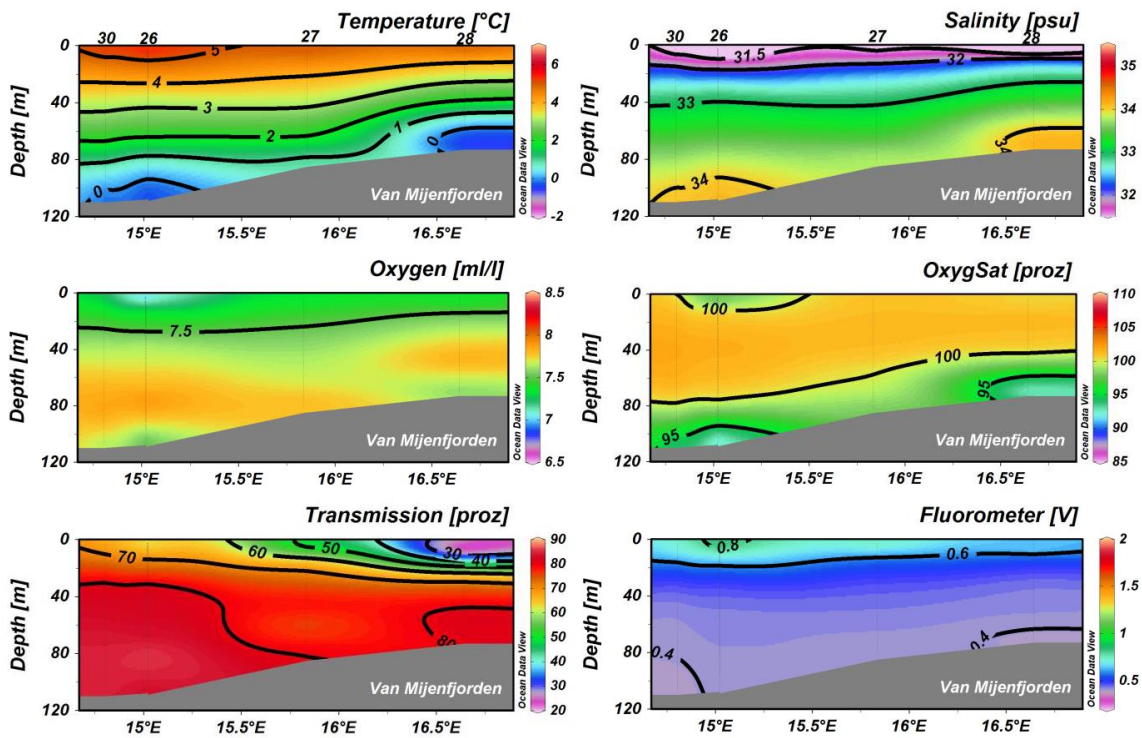 Temperature [°C]
30 26 27 28
0
40
80
120
Depth [m]
5
4
3
2
1
0
0
Van Mijenfjorden
15°E 15.5°E 16°E 16.5°E
6
4
2
0
-2
Ocean Data View
Salinity [psu]
30 26 27 28
0
40
80
120
Depth [m]
31.5
32
33
34
34
Van Mijenfjorden
15°E 15.5°E 16°E 16.5°E
35
34
33
32
Ocean Data View
Oxygen [ml/l]
0
40
80
120
Depth [m]
7.5
Van Mijenfjorden
15°E 15.5°E 16°E 16.5°E
8.5
8
7.5
7
6.5
Ocean Data View
OxygSat [proz]
0
40
80
120
Depth [m]
100
100
95
95
Van Mijenfjorden
15°E 15.5°E 16°E 16.5°E
110
105
100
95
90
85
Ocean Data View
Transmission [proz]
0
40
80
120
Depth [m]
70
60
50
30
40
80
Van Mijenfjorden
15°E 15.5°E 16°E 16.5°E
90
80
70
60
50
40
30
20
Ocean Data View
Fluorometer [V]
0
40
80
120
Depth [m]
0.8
0.6
0.4
0.4
Van Mijenfjorden
15°E 15.5°E 16°E 16.5°E
2
1.5
1
0.5
Ocean Data View